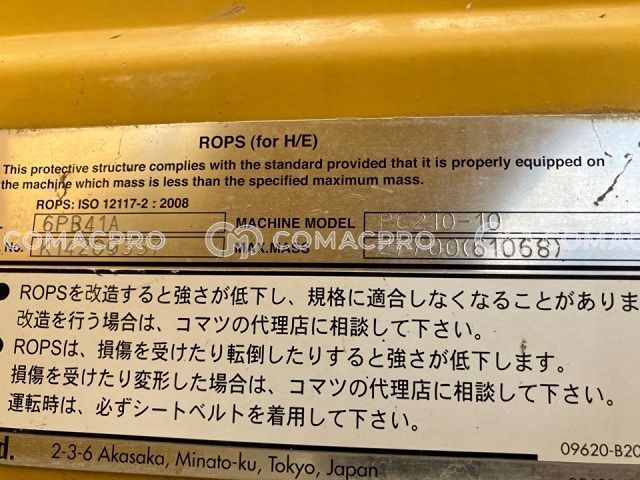 ROPS (for H/E)
This protective structure complies with the standard provided that it is properly equipped on
the machine which mass is less than the specified maximum mass.
ROPS: ISO 12117-2 : 2008
6PB41A MACHINE MODEL PC210-10
No. MAX.MASS (61068)
COMACPRO COMACPRO COMACPRO
● ROPSを改造すると強さが低下し、規格に適合しなくなることがありま
改造を行う場合は、コマツの代理店に相談して下さい。
● ROPSは、損傷を受けたり転倒したりすると強さが低下します。
損傷を受けたり変形した場合は、コマツの代理店に相談して下さい。
運転時は、必ずシートベルトを着用して下さい。
09620-B20
d. 2-3-6 Akasaka, Minato-ku, Tokyo, Japan